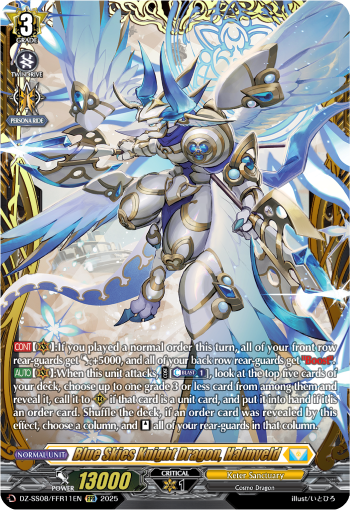 3
GRADE
TWIN DRIVE
PERSONA RIDE
CONT【】:If you played a normal order this turn, all of your front row
rear-guards get +5000, and all of your back row rear-guards get "Boost".
AUTO【】:When this unit attacks, BLAST 1, look at the top five cards of
your deck, choose up to one grade 3 or less card from among them and
reveal it, call it to if that card is a unit card, and put it into hand if it is
an order card. Shuffle the deck, if an order card was revealed by this
effect, choose a column, and all of your rear-guards in that column.
NORMAL UNIT
Blue Skies Knight Dragon, Halmveld
POWER 13000
CRITICAL
1
Keter Sanctuary
Cosmo Dragon
DZ-SS08/FFR11EN FFR 2025
illust/いとひろ